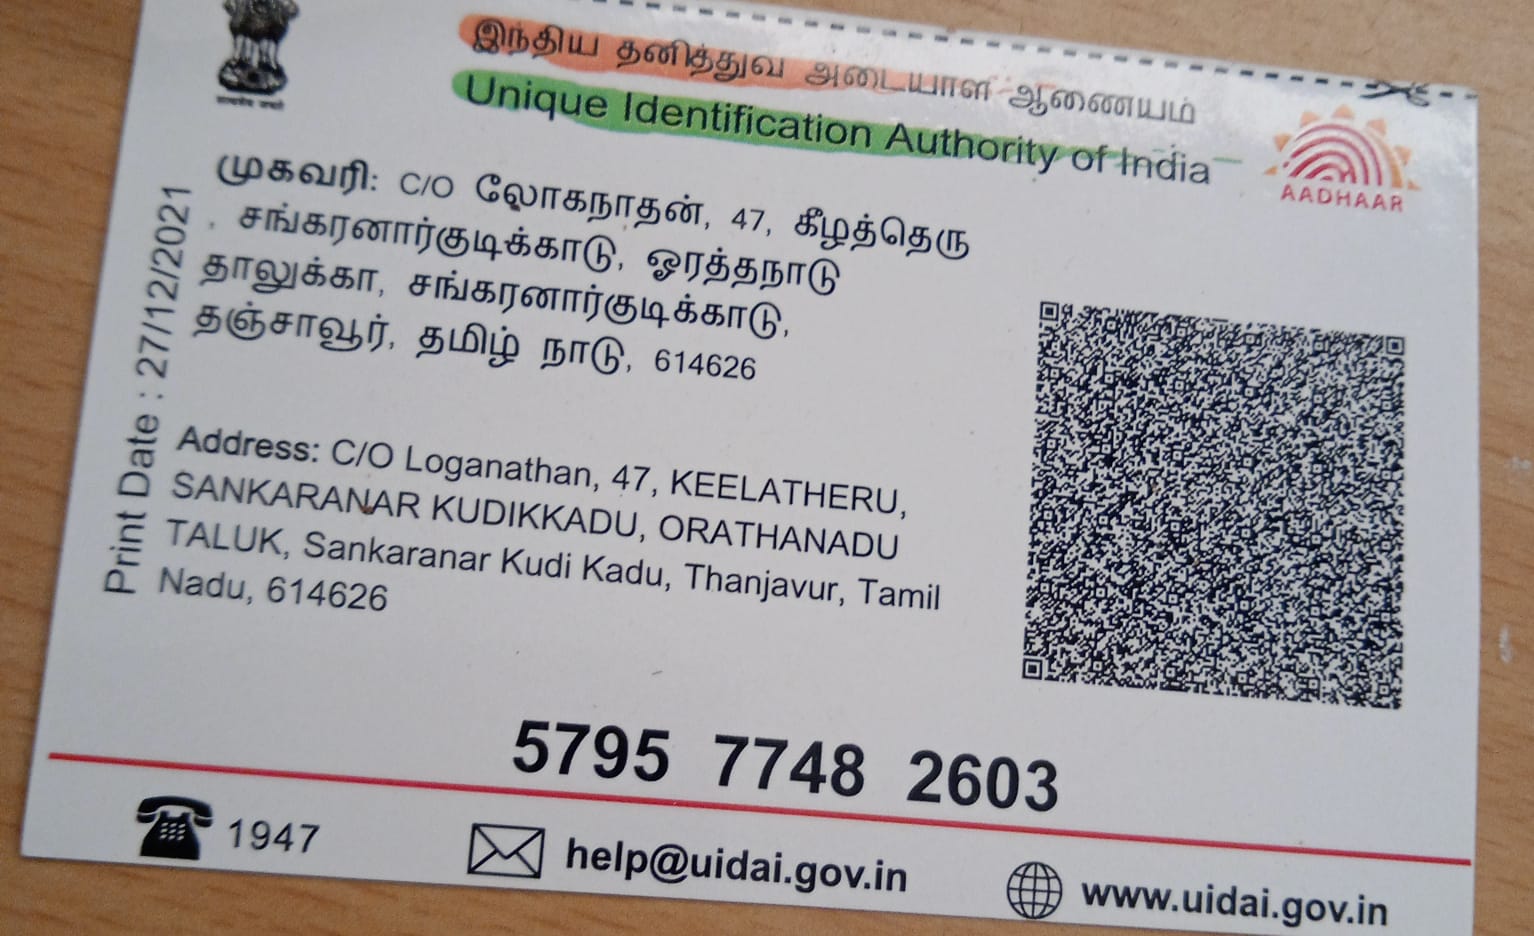 இந்திய தனித்துவ அடையாள ஆணையம்
Unique Identification Authority of India
AADHAAR
முகவரி: C/O லோகநாதன், 47, கீழத்தெரு
, சங்கரனார்குடிக்காடு, ஓரத்தநாடு
தாலுக்கா, சங்கரனார்குடிக்காடு,
தஞ்சாவூர், தமிழ் நாடு, 614626
Print Date : 27/12/2021
Address: C/O Loganathan, 47, KEELATHERU,
SANKARANAR KUDIKKADU, ORATHANADU
TALUK, Sankaranar Kudi Kadu, Thanjavur, Tamil
Nadu, 614626
5795 7748 2603
1947
help@uidai.gov.in
www.uidai.gov.in